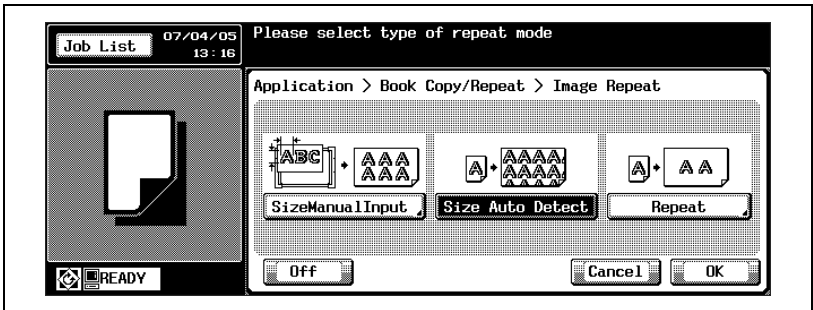 Job List
07/04/05
13:16
Please select type of repeat mode
Application > Book Copy/Repeat > Image Repeat
ABC
AAA
AAA
A
AAAA
AAAA
AAAA
A
A A
SizeManualInput
Size Auto Detect
Repeat
Off
Cancel
OK
READY